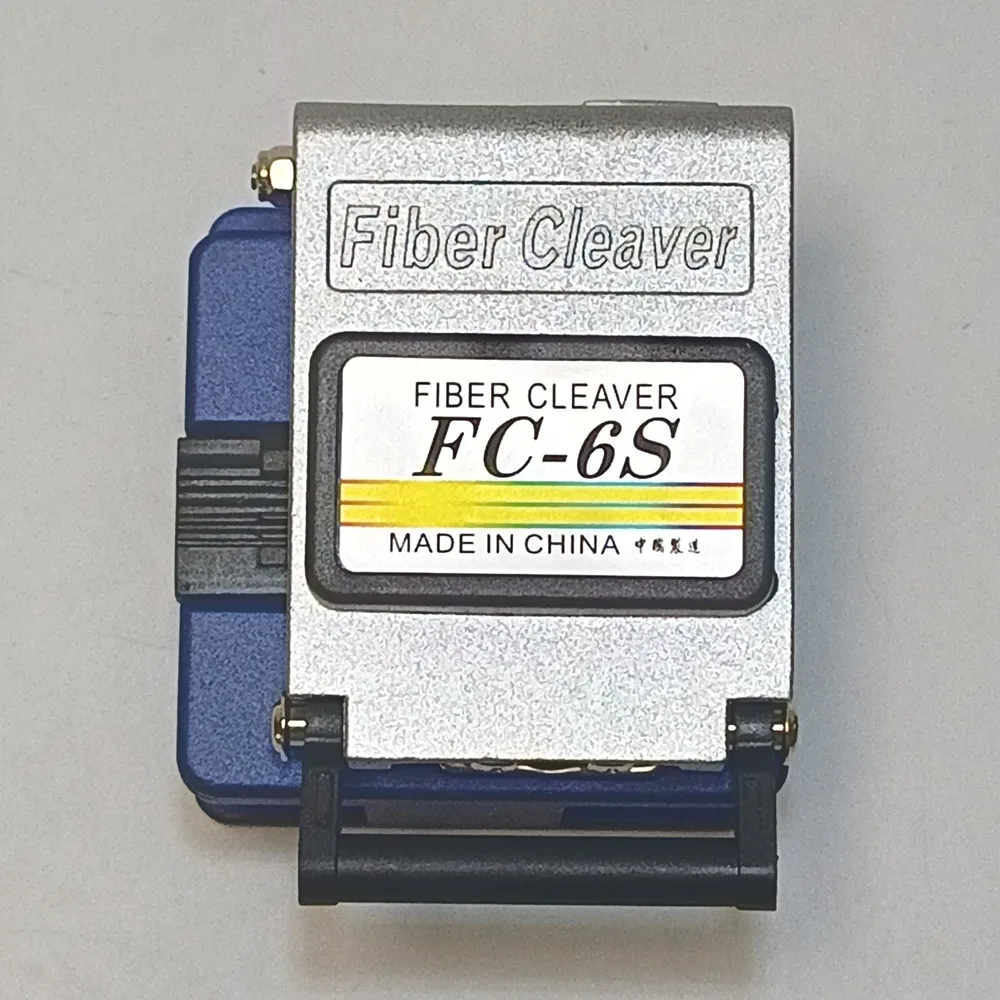 Fiber Cleaver
FIBER CLEAVER
FC-6S
MADE IN CHINA 中國製造